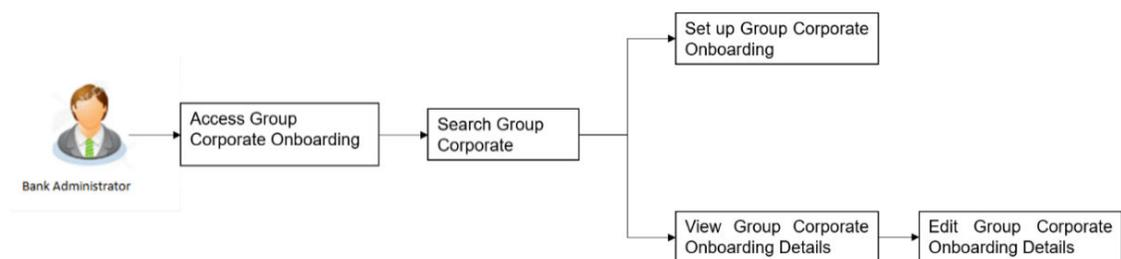 Set up Group Corporate
Onboarding
Access Group
Corporate Onboarding
Search Group
Corporate
Bank Administrator
View Group Corporate
Onboarding Details
Edit Group Corporate
Onboarding Details